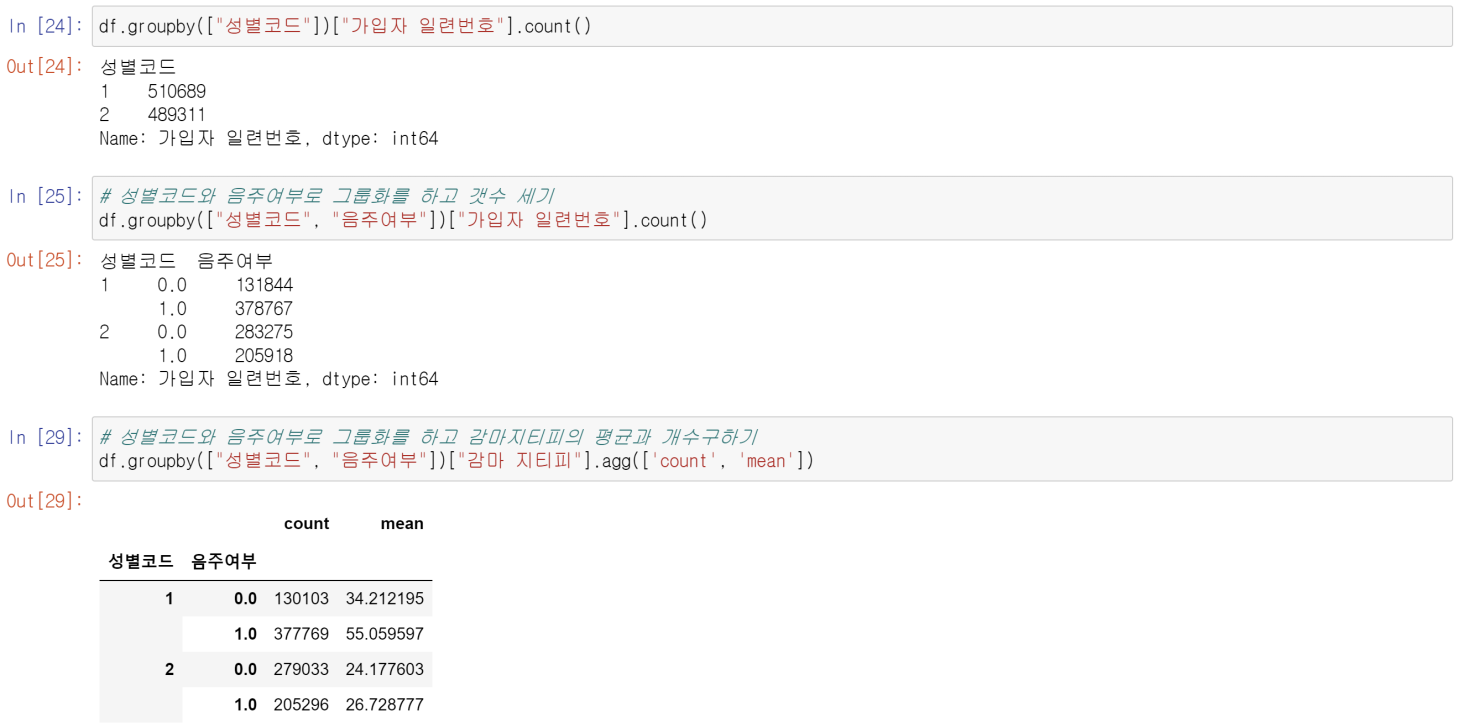 In [24]: df.groupby(["성별코드"])["가입자 일련번호"].count()
Out[24]: 성별코드
1 510689
2 489311
Name: 가입자 일련번호, dtype: int64
In [25]: # 성별코드와 음주여부로 그룹화를 하고 갯수 세기
df.groupby(["성별코드", "음주여부"])["가입자 일련번호"].count()
Out[25]: 성별코드 음주여부
1 0.0 131844
1.0 378767
2 0.0 283275
1.0 205918
Name: 가입자 일련번호, dtype: int64
In [29]: # 성별코드와 음주여부로 그룹화를 하고 감마지티피의 평균과 개수구하기
df.groupby(["성별코드", "음주여부"])["감마 지티피"].agg(['count', 'mean'])
Out[29]:
count mean
성별코드 음주여부
1 0.0 130103 34.212195
1.0 377769 55.059597
2 0.0 279033 24.177603
1.0 205296 26.728777